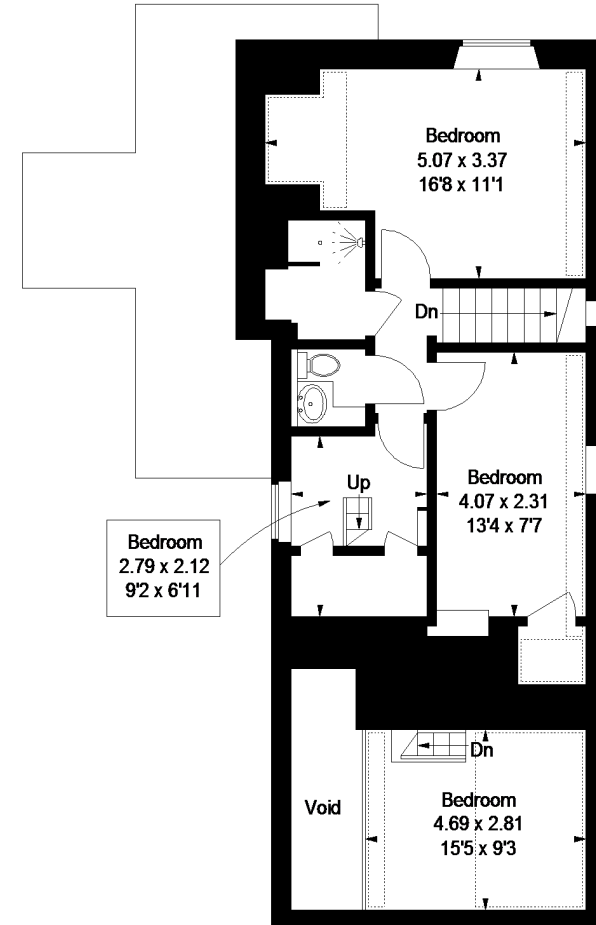 Bedroom
5.07 x 3.37
16'8 x 11'1
Dn
Up
Bedroom
4.07 x 2.31
13'4 x 7'7
Bedroom
2.79 x 2.12
9'2 x 6'11
Dn
Void
Bedroom
4.69 x 2.81
15'5 x 9'3